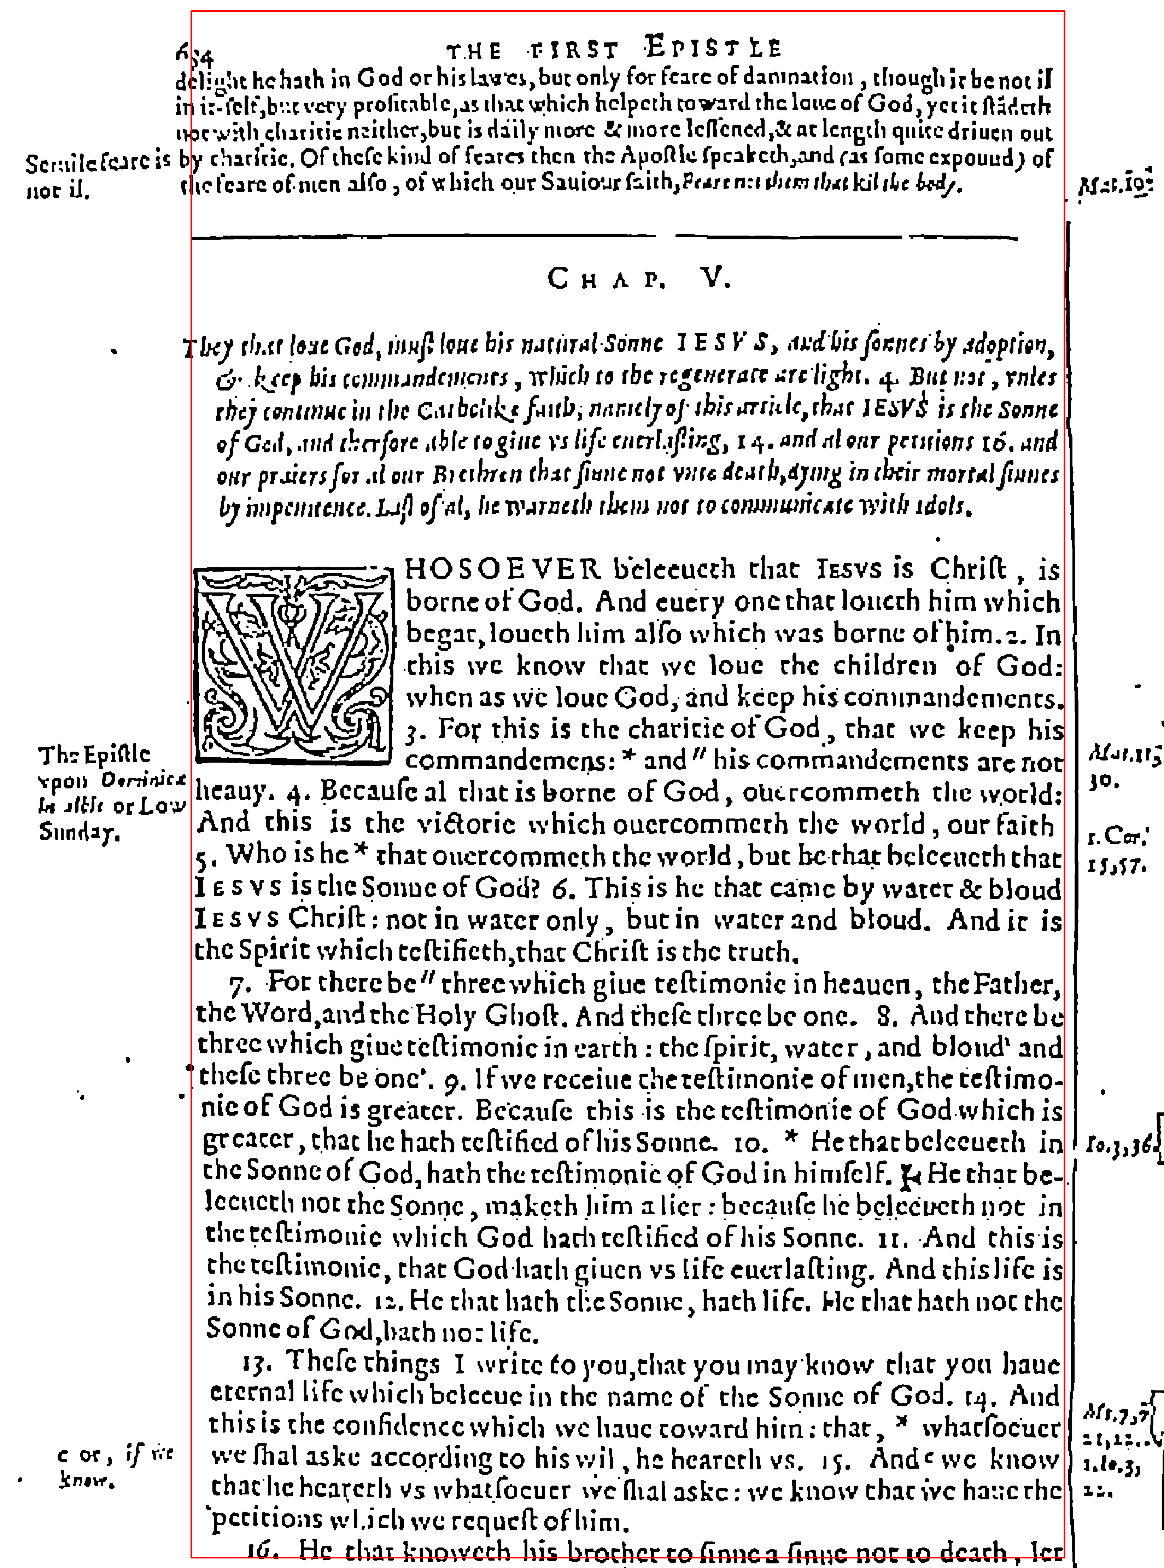 654 THE FIRST EPISTLE
delight he hath in God or his lawes, but only for feare of damnation, though it be not il
in it-self, but very profitable, as that which helpeth toward the loue of God, yet it stādeth
not with charitie neither, but is daily more & more lessened, & at length quite driuen out
Seruile feare is
not il.
by charitie. Of these kind of feares then the Apostle speaketh, and (as some expound) of
the feare of men also, of which our Sauiour saith, Feare not them that kil the body.
Mat. 10.
CHAP. V.
They that loue God, must loue his natural Sonne IESVS, and his sonnes by adoption,
& keep his commandements, which to the regenerate are light. 4. But not, vnles
they continue in the Catholike faith, namely of this article, that IESVS is the Sonne
of God, and therfore able to giue vs life euerlasting, 14. and al our petitions 16. and
our praiers for al our Brethren that sinne not vnto death, dying in their mortal sinnes
by impenitence. Last of al, he warneth them not to communicate with idols.
WHOSOEVER beleeueth that IESVS is Christ, is
borne of God. And euery one that loueth him which
begat, loueth him also which was borne of him. 2. In
this we know that we loue the children of God:
when as we loue God, and keep his commandements.
3. For this is the charitie of God, that we keep his
commandemens: * and " his commandements are not
The Epistle
vpon Dominica
in albis or Low
Sunday.
Mat. 11,
30.
heauy. 4. Because al that is borne of God, ouercommeth the world:
And this is the victorie which ouercommeth the world, our faith
5. Who is he * that ouercommeth the world, but he that beleeueth that
1. Cor.
15, 57.
IESVS is the Sonne of God? 6. This is he that came by water & bloud
IESVS Christ: not in water only, but in water and bloud. And it is
the Spirit which testifieth, that Christ is the truth.
7. For there be " three which giue testimonie in heauen, the Father,
the Word, and the Holy Ghost. And these three be one. 8. And there be
three which giue testimonie in earth: the spirit, water, and bloud' and
these three be one'. 9. If we receiue the testimonie of men, the testimo-
nie of God is greater. Because this is the testimonie of God which is
greater, that he hath testified of his Sonne. 10. * He that beleeueth in
Io. 3, 36.
the Sonne of God, hath the testimonie of God in himself. He that be-
leeueth not the Sonne, maketh him a lier: because he beleeueth not in
the testimonie which God hath testified of his Sonne. 11. And this is
the testimonie, that God hath giuen vs life euerlasting. And this life is
in his Sonne. 12. He that hath the Sonne, hath life. He that hath not the
Sonne of God, hath not life.
13. These things I write to you, that you may know that you haue
eternal life which beleeue in the name of the Sonne of God. 14. And
this is the confidence which we haue toward him: that, * whatsoeuer
Mt. 7, 7
21, 22.
1. Io. 3,
22.
we shal aske according to his wil, he heareth vs. 15. And c we know
c or, if we
know.
that he heareth vs whatsoeuer we shal aske: we know that we haue the
petitions which we request of him.
16. He that knoweth his brother to sinne a sinne not to death, let